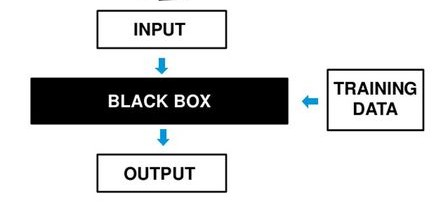 INPUT
BLACK BOX
TRAINING
DATA
OUTPUT